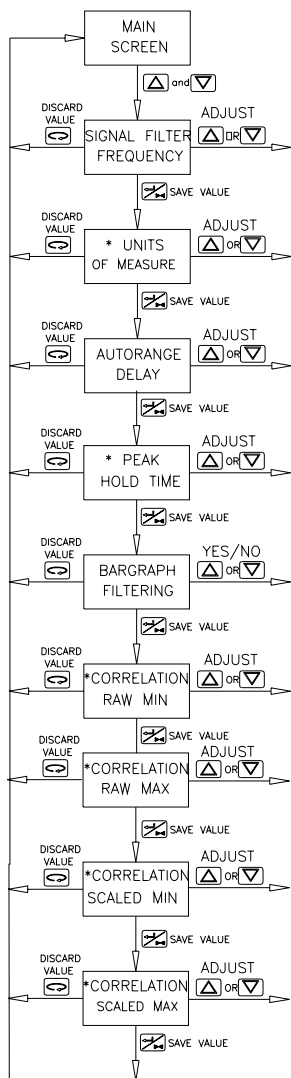 MAIN
SCREEN
and
DISCARD
VALUE
SIGNAL FILTER
FREQUENCY
ADJUST
OR
SAVE VALUE
DISCARD
VALUE
* UNITS
OF MEASURE
ADJUST
OR
SAVE VALUE
DISCARD
VALUE
AUTORANGE
DELAY
ADJUST
OR
SAVE VALUE
DISCARD
VALUE
* PEAK
HOLD TIME
ADJUST
OR
SAVE VALUE
DISCARD
VALUE
BARGRAPH
FILTERING
YES/NO
OR
SAVE VALUE
DISCARD
VALUE
*CORRELATION
RAW MIN
ADJUST
OR
SAVE VALUE
DISCARD
VALUE
*CORRELATION
RAW MAX
ADJUST
OR
SAVE VALUE
DISCARD
VALUE
*CORRELATION
SCALED MIN
ADJUST
OR
SAVE VALUE
DISCARD
VALUE
*CORRELATION
SCALED MAX
ADJUST
OR
SAVE VALUE